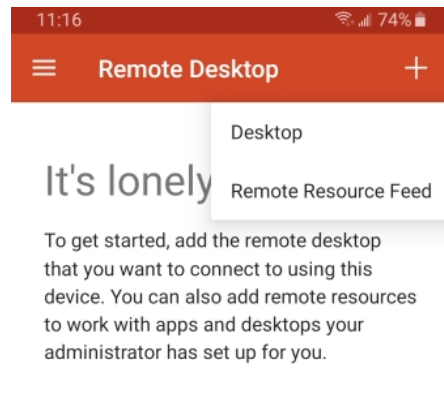 11:16 74%
Remote Desktop
Desktop
It's lonely
Remote Resource Feed
To get started, add the remote desktop
that you want to connect to using this
device. You can also add remote resources
to work with apps and desktops your
administrator has set up for you.